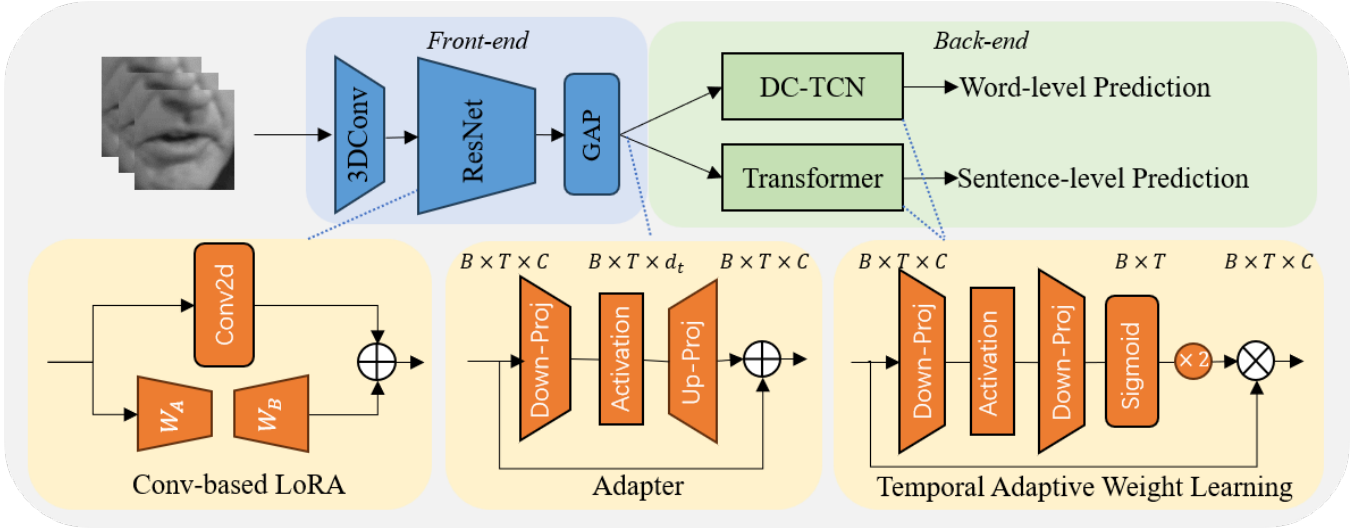 Front-end
Back-end
3DConv
ResNet
GAP
DC-TCN
Word-level Prediction
Transformer
Sentence-level Prediction
Conv2d
W_A
W_B
Conv-based LoRA
B × T × C
B × T × d_t
B × T × C
Down-Proj
Activation
Up-Proj
Adapter
B × T × C
B × T
B × T × C
Down-Proj
Activation
Down-Proj
Sigmoid
× 2
Temporal Adaptive Weight Learning